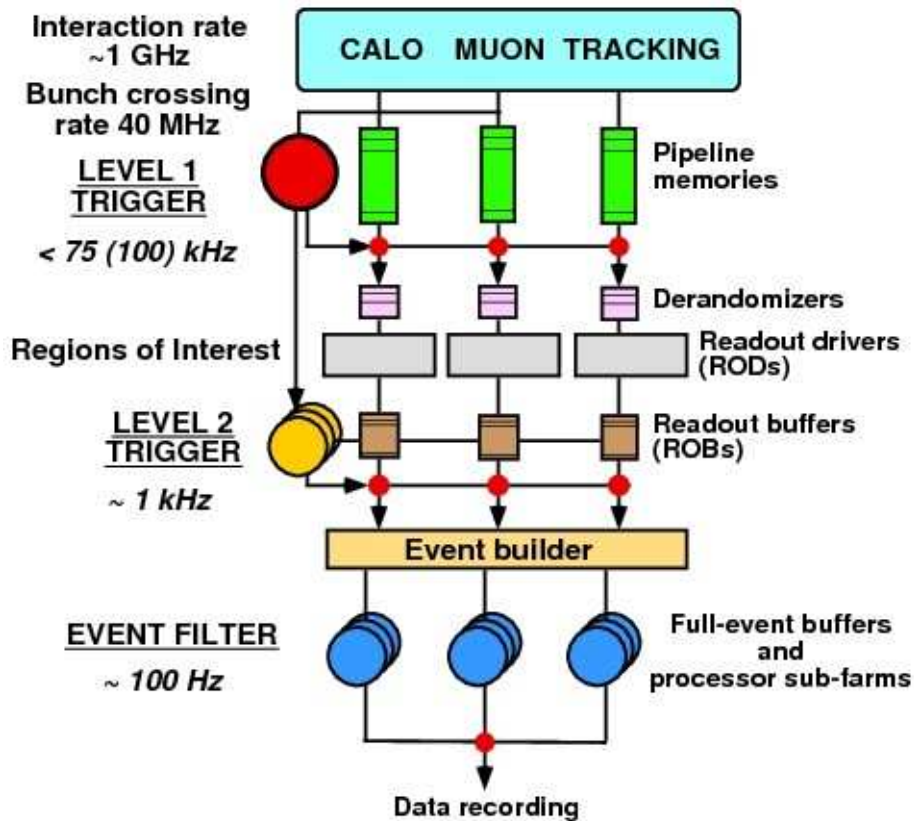 Interaction rate
~1 GHz
CALO MUON TRACKING
Bunch crossing
rate 40 MHz
LEVEL 1
TRIGGER
< 75 (100) kHz
Pipeline
memories
Derandomizers
Regions of Interest
Readout drivers
(RODs)
LEVEL 2
TRIGGER
~ 1 kHz
Readout buffers
(ROBs)
Event builder
EVENT FILTER
~ 100 Hz
Full-event buffers
and
processor sub-farms
Data recording